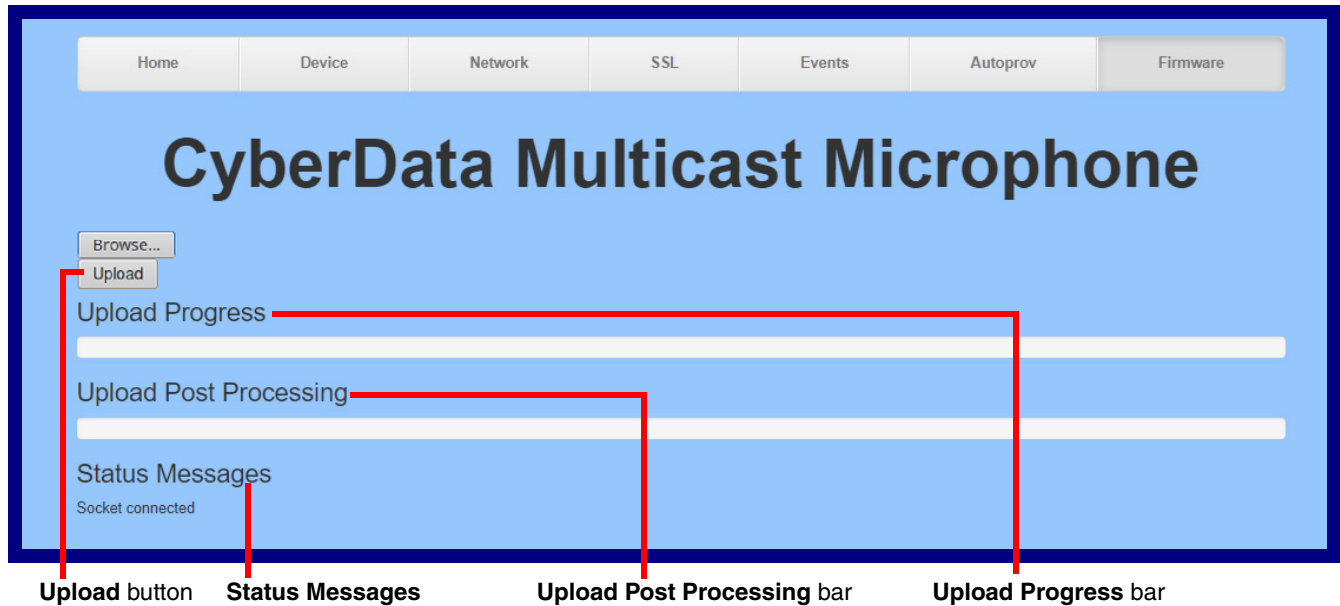 Home Device Network SSL Events Autoprov Firmware
CyberData Multicast Microphone
Browse...
Upload
Upload Progress
Upload Post Processing
Status Messages
Socket connected
Upload button Status Messages Upload Post Processing bar Upload Progress bar